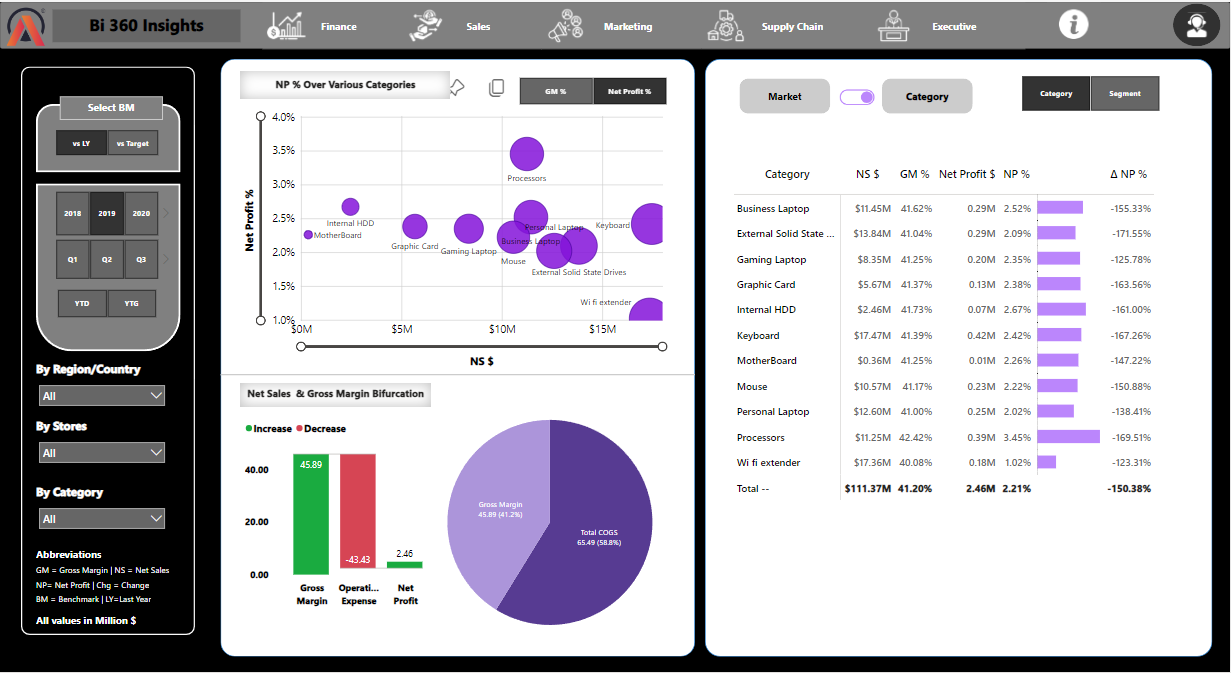 Bi 360 Insights
Finance
Sales
Marketing
Supply Chain
Executive
Select BM
vs LY
vs Target
2018
2019
2020
Q1
Q2
Q3
YTD
YTG
By Region/Country
All
By Stores
All
By Category
All
Abbreviations
GM = Gross Margin | NS = Net Sales
NP= Net Profit | Chg = Change
BM = Benchmark | LY=Last Year
All values in Million $
NP % Over Various Categories
GM %
Net Profit %
Net Profit %
4.0%
3.5%
3.0%
2.5%
2.0%
1.5%
1.0%
Processors
Internal HDD
MotherBoard
Graphic Card
Gaming Laptop
Personal Laptop
Business Laptop
Mouse
Keyboard
External Solid State Drives
Wi fi extender
$0M
$5M
$10M
$15M
NS $
Net Sales & Gross Margin Bifurcation
Increase
Decrease
40.00
20.00
0.00
45.89
-43.43
2.46
Gross
Margin
Operati...
Expense
Net
Profit
Gross Margin
45.89 (41.2%)
Total COGS
65.49 (58.8%)
Market
Category
Category
Segment
Category NS $ GM % Net Profit $ NP % Δ NP %
Business Laptop $11.45M 41.62% 0.29M 2.52% -155.33%
External Solid State ... $13.84M 41.04% 0.29M 2.09% -171.55%
Gaming Laptop $8.35M 41.25% 0.20M 2.35% -125.78%
Graphic Card $5.67M 41.37% 0.13M 2.38% -163.56%
Internal HDD $2.46M 41.73% 0.07M 2.67% -161.00%
Keyboard $17.47M 41.39% 0.42M 2.42% -167.26%
MotherBoard $0.36M 41.25% 0.01M 2.26% -147.22%
Mouse $10.57M 41.17% 0.23M 2.22% -150.88%
Personal Laptop $12.60M 41.00% 0.25M 2.02% -138.41%
Processors $11.25M 42.42% 0.39M 3.45% -169.51%
Wi fi extender $17.36M 40.08% 0.18M 1.02% -123.31%
Total -- $111.37M 41.20% 2.46M 2.21% -150.38%